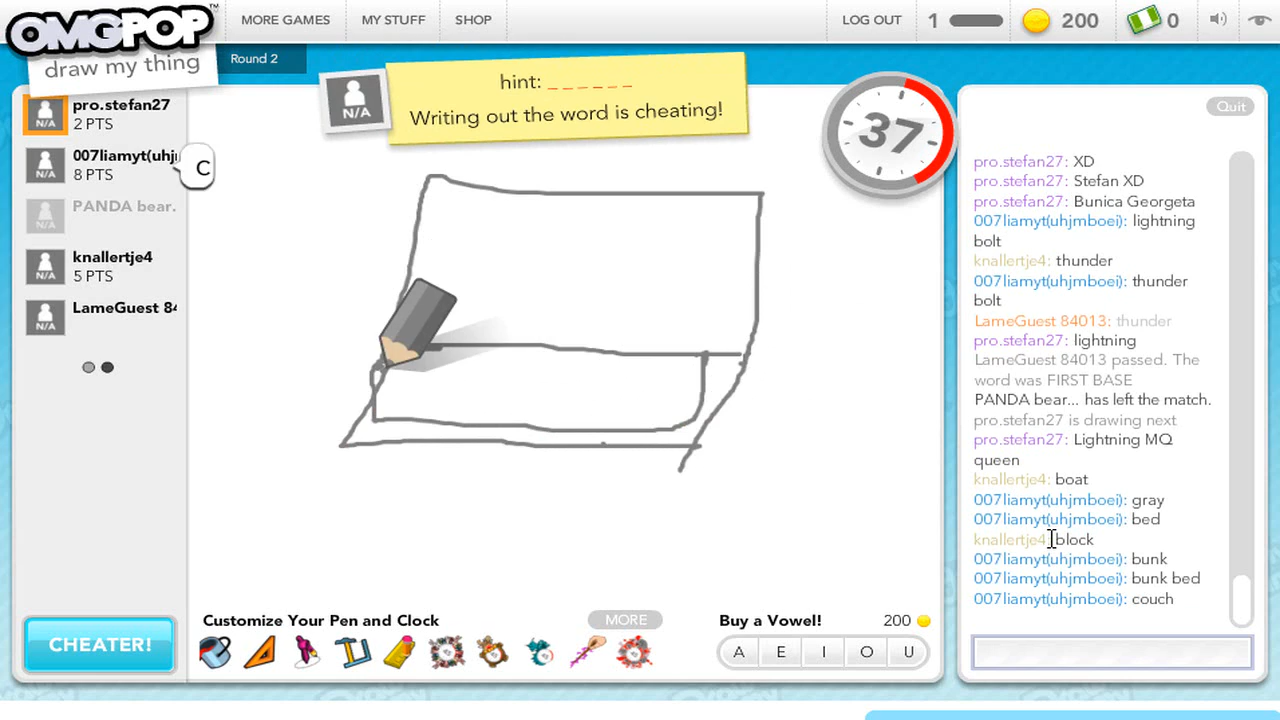 OMGPOP™
MORE GAMES
MY STUFF
SHOP
LOG OUT
1
200
0
draw my thing
Round 2
hint: _ _ _ _ _ _
Writing out the word is cheating!
N/A
37
Quit
N/A
pro.stefan27
2 PTS
N/A
007liamyt(uhj
8 PTS
C
N/A
PANDA bear.
N/A
knallertje4
5 PTS
N/A
LameGuest 84
pro.stefan27: XD
pro.stefan27: Stefan XD
pro.stefan27: Bunica Georgeta
007liamyt(uhjmboei): lightning
bolt
knallertje4: thunder
007liamyt(uhjmboei): thunder
bolt
LameGuest 84013: thunder
pro.stefan27: lightning
LameGuest 84013 passed. The
word was FIRST BASE
PANDA bear... has left the match.
pro.stefan27 is drawing next
pro.stefan27: Lightning MQ
queen
knallertje4: boat
007liamyt(uhjmboei): gray
007liamyt(uhjmboei): bed
knallertje4: block
007liamyt(uhjmboei): bunk
007liamyt(uhjmboei): bunk bed
007liamyt(uhjmboei): couch
CHEATER!
Customize Your Pen and Clock
MORE
Buy a Vowel!
200
A E I O U